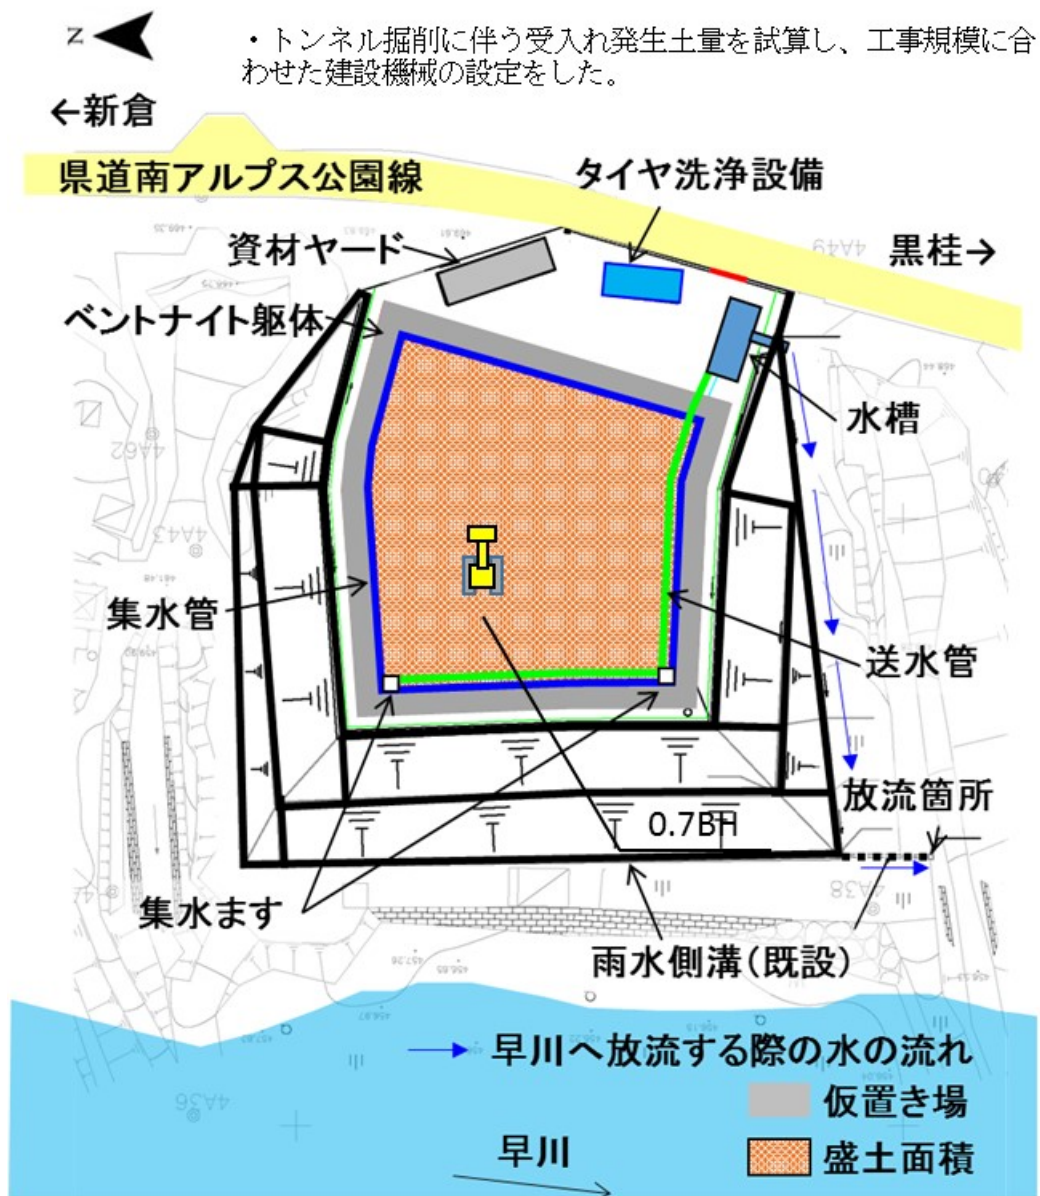 N
・トンネル掘削に伴う受入れ発生土量を試算し、工事規模に合
わせた建設機械の設定をした。
←新倉
県道南アルプス公園線
タイヤ洗浄設備
資材ヤード
黒桂→
ベントナイト躯体
水槽
4A49
4A62
4A43
集水管
送水管
放流箇所
0.7BH
4A38
集水ます
雨水側溝(既設)
早川へ放流する際の水の流れ
仮置き場
4A36
早川
盛土面積